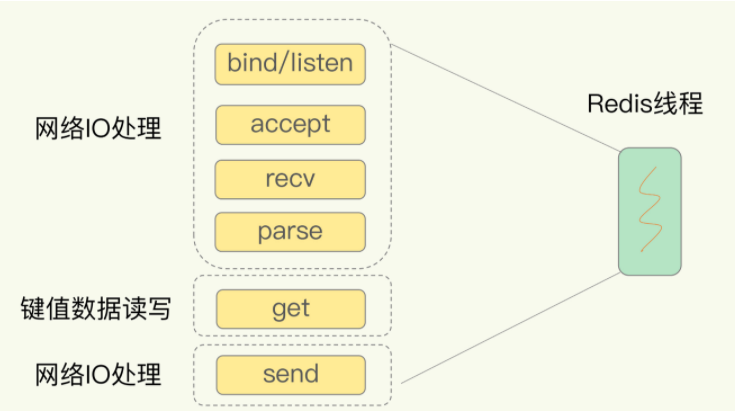 bind/listen
Redis线程
网络IO处理
accept
recv
parse
键值数据读写
get
网络IO处理
send